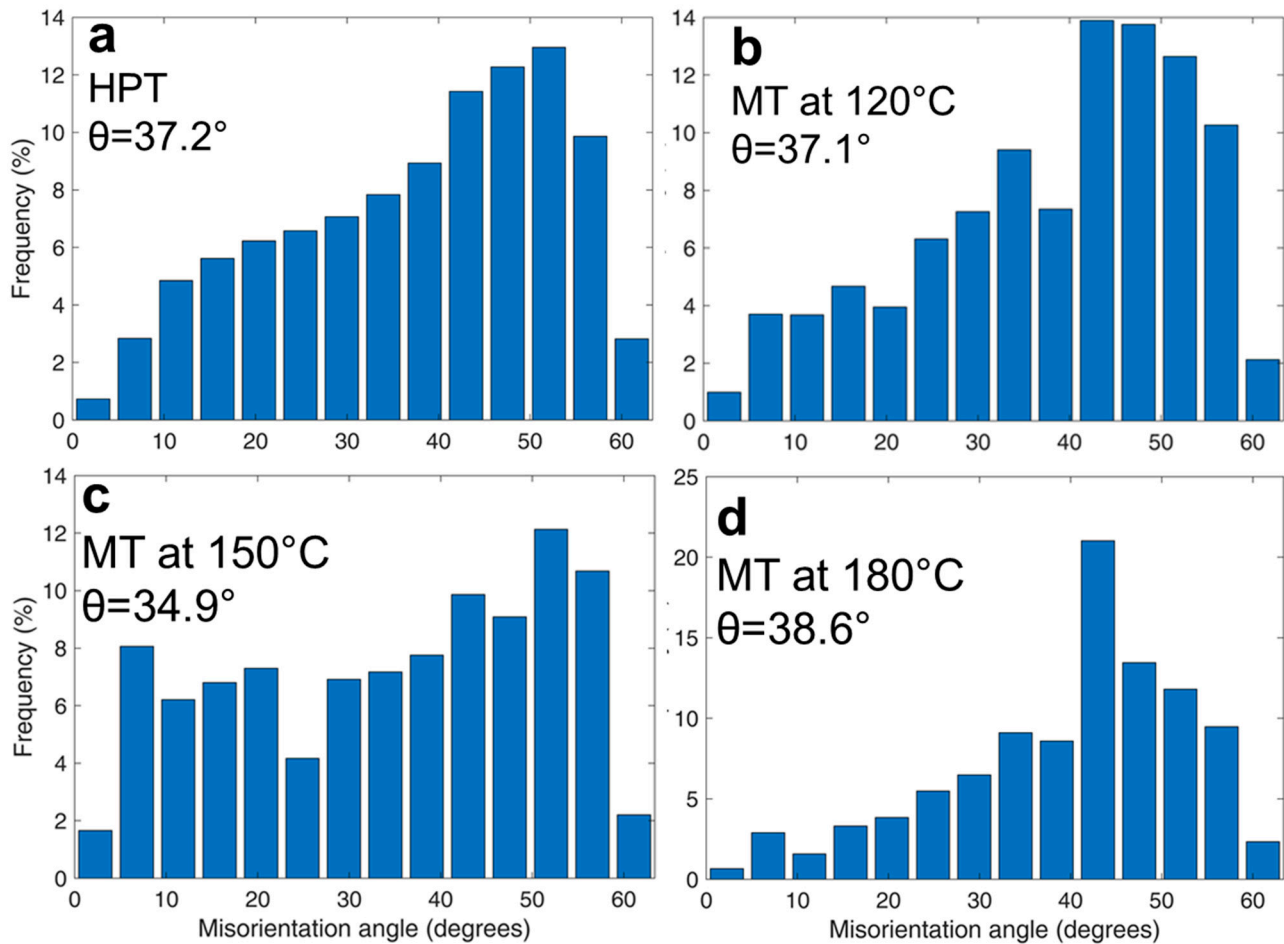 a
HPT
θ=37.2°
Frequency (%)
14
12
10
8
6
4
2
0
0 10 20 30 40 50 60
b
MT at 120°C
θ=37.1°
14
12
10
8
6
4
2
0
0 10 20 30 40 50 60
c
MT at 150°C
θ=34.9°
Frequency (%)
14
12
10
8
6
4
2
0
0 10 20 30 40 50 60
Misorientation angle (degrees)
d
MT at 180°C
θ=38.6°
25
20
15
10
5
0
0 10 20 30 40 50 60
Misorientation angle (degrees)